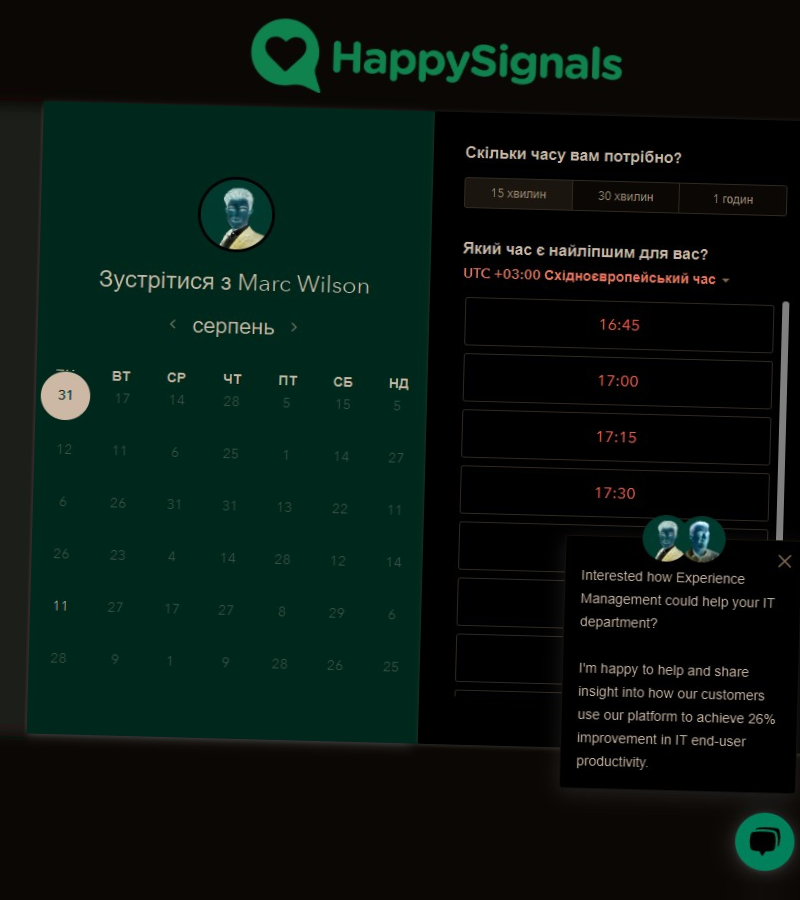 HappySignals
Зустрітися з Marc Wilson
серпень
ВТ СР ЧТ ПТ СБ НД
31 17 14 28 5 15 5
12 11 6 25 1 14 27
6 26 31 31 13 22 11
26 23 4 14 28 12 14
11 27 17 27 8 29 6
28 9 1 9 28 26 25
Скільки часу вам потрібно?
15 хвилин 30 хвилин 1 годин
Який час є найліпшим для вас?
UTC +03:00 Східноєвропейський час
16:45
17:00
17:15
17:30
Interested how Experience
Management could help your IT
department?
I'm happy to help and share
insight into how our customers
use our platform to achieve 26%
improvement in IT end-user
productivity.